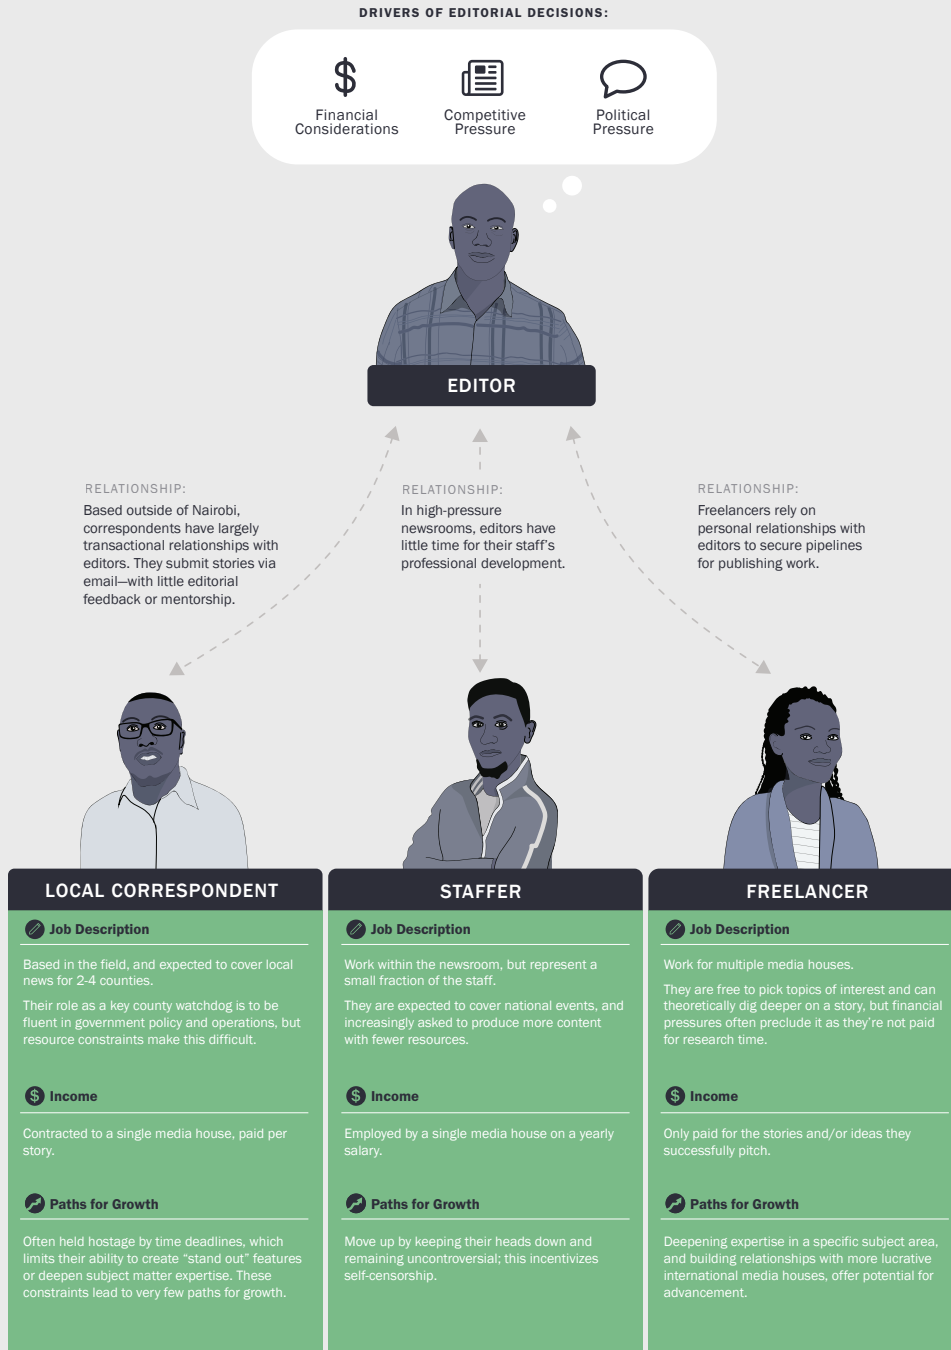 DRIVERS OF EDITORIAL DECISIONS:
Financial
Considerations
Competitive
Pressure
Political
Pressure
EDITOR
RELATIONSHIP:
Based outside of Nairobi,
correspondents have largely
transactional relationships with
editors. They submit stories via
email—with little editorial
feedback or mentorship.
RELATIONSHIP:
In high-pressure
newsrooms, editors have
little time for their staff's
professional development.
RELATIONSHIP:
Freelancers rely on
personal relationships with
editors to secure pipelines
for publishing work.
LOCAL CORRESPONDENT
Job Description
Based in the field, and expected to cover local
news for 2-4 counties.
Their role as a key county watchdog is to be
fluent in government policy and operations, but
resource constraints make this difficult.
Income
Contracted to a single media house, paid per
story.
Paths for Growth
Often held hostage by time deadlines, which
limits their ability to create “stand out” features
or deepen subject matter expertise. These
constraints lead to very few paths for growth.
STAFFER
Job Description
Work within the newsroom, but represent a
small fraction of the staff.
They are expected to cover national events, and
increasingly asked to produce more content
with fewer resources.
Income
Employed by a single media house on a yearly
salary.
Paths for Growth
Move up by keeping their heads down and
remaining uncontroversial; this incentivizes
self-censorship.
FREELANCER
Job Description
Work for multiple media houses.
They are free to pick topics of interest and can
theoretically dig deeper on a story, but financial
pressures often preclude it as they're not paid
for research time.
Income
Only paid for the stories and/or ideas they
successfully pitch.
Paths for Growth
Deepening expertise in a specific subject area,
and building relationships with more lucrative
international media houses, offer potential for
advancement.